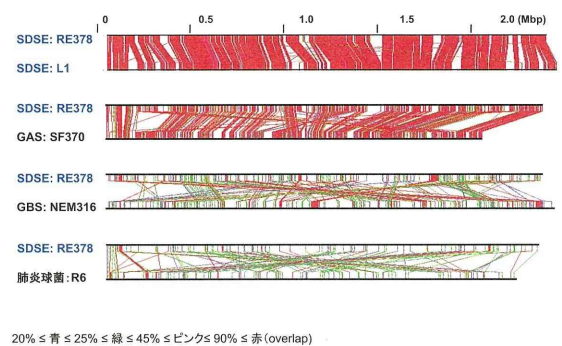 0 0.5 1.0 1.5 2.0 (Mbp)
SDSE: RE378
SDSE: L1
SDSE: RE378
GAS: SF370
SDSE: RE378
GBS: NEM316
SDSE: RE378
肺炎球菌：R6
20% ≤ 青 ≤ 25% ≤ 緑 ≤ 45% ≤ ピンク≤ 90% ≤ 赤（overlap)